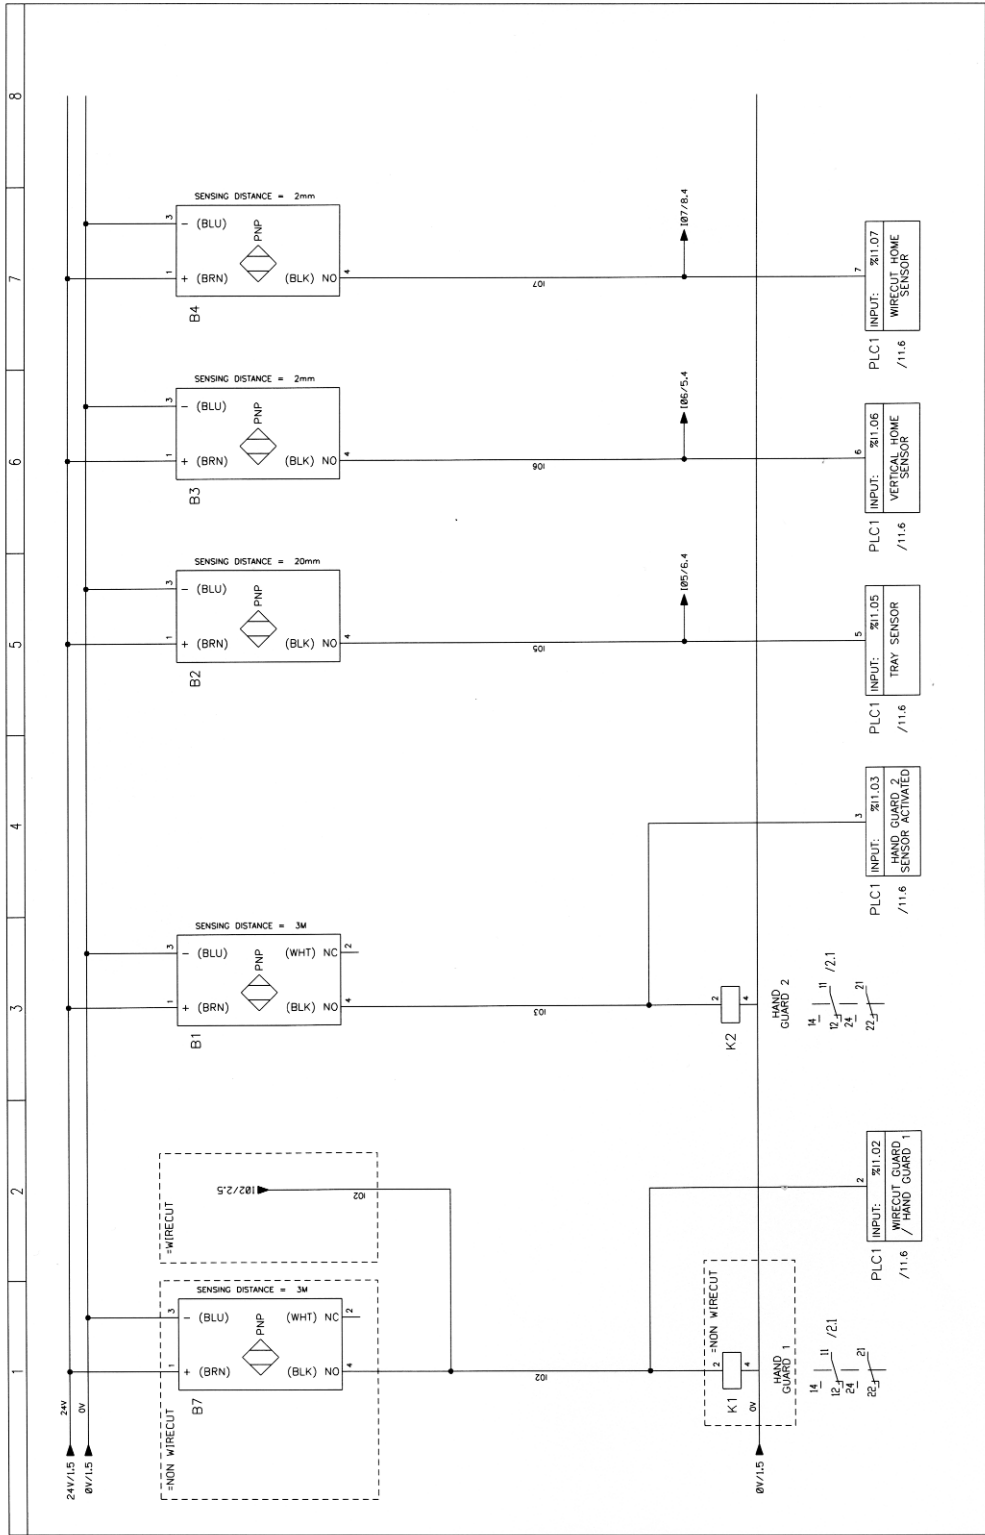 1
2
3
4
5
6
7
8
24V/1.5
24V
0V/1.5
0V
=NON WIRECUT
B7
SENSING DISTANCE = 3M
1
3
+ (BRN)
- (BLU)
PNP
(BLK) NO
(WHT) NC
4
2
=WIRECUT
I02/2.5
I02
I02
=NON WIRECUT
K1
2
4
0V
0V/1.5
HAND
GUARD 1
14
11
/2.1
12
24
21
22
PLC1
/11.6
2
INPUT: %I1.02
WIRECUT GUARD
/ HAND GUARD 1
B1
SENSING DISTANCE = 3M
1
3
+ (BRN)
- (BLU)
PNP
(BLK) NO
(WHT) NC
4
2
I03
K2
2
4
HAND
GUARD 2
14
11
/2.1
12
24
21
22
PLC1
/11.6
3
INPUT: %I1.03
HAND GUARD 2
SENSOR ACTIVATED
B2
SENSING DISTANCE = 20mm
1
3
+ (BRN)
- (BLU)
PNP
(BLK) NO
4
I05
I05/6.4
PLC1
/11.6
5
INPUT: %I1.05
TRAY SENSOR
B3
SENSING DISTANCE = 2mm
1
3
+ (BRN)
- (BLU)
PNP
(BLK) NO
4
I06
I06/5.4
PLC1
/11.6
6
INPUT: %I1.06
VERTICAL HOME
SENSOR
B4
SENSING DISTANCE = 2mm
1
3
+ (BRN)
- (BLU)
PNP
(BLK) NO
4
I07
I07/8.4
PLC1
/11.6
7
INPUT: %I1.07
WIRECUT HOME
SENSOR